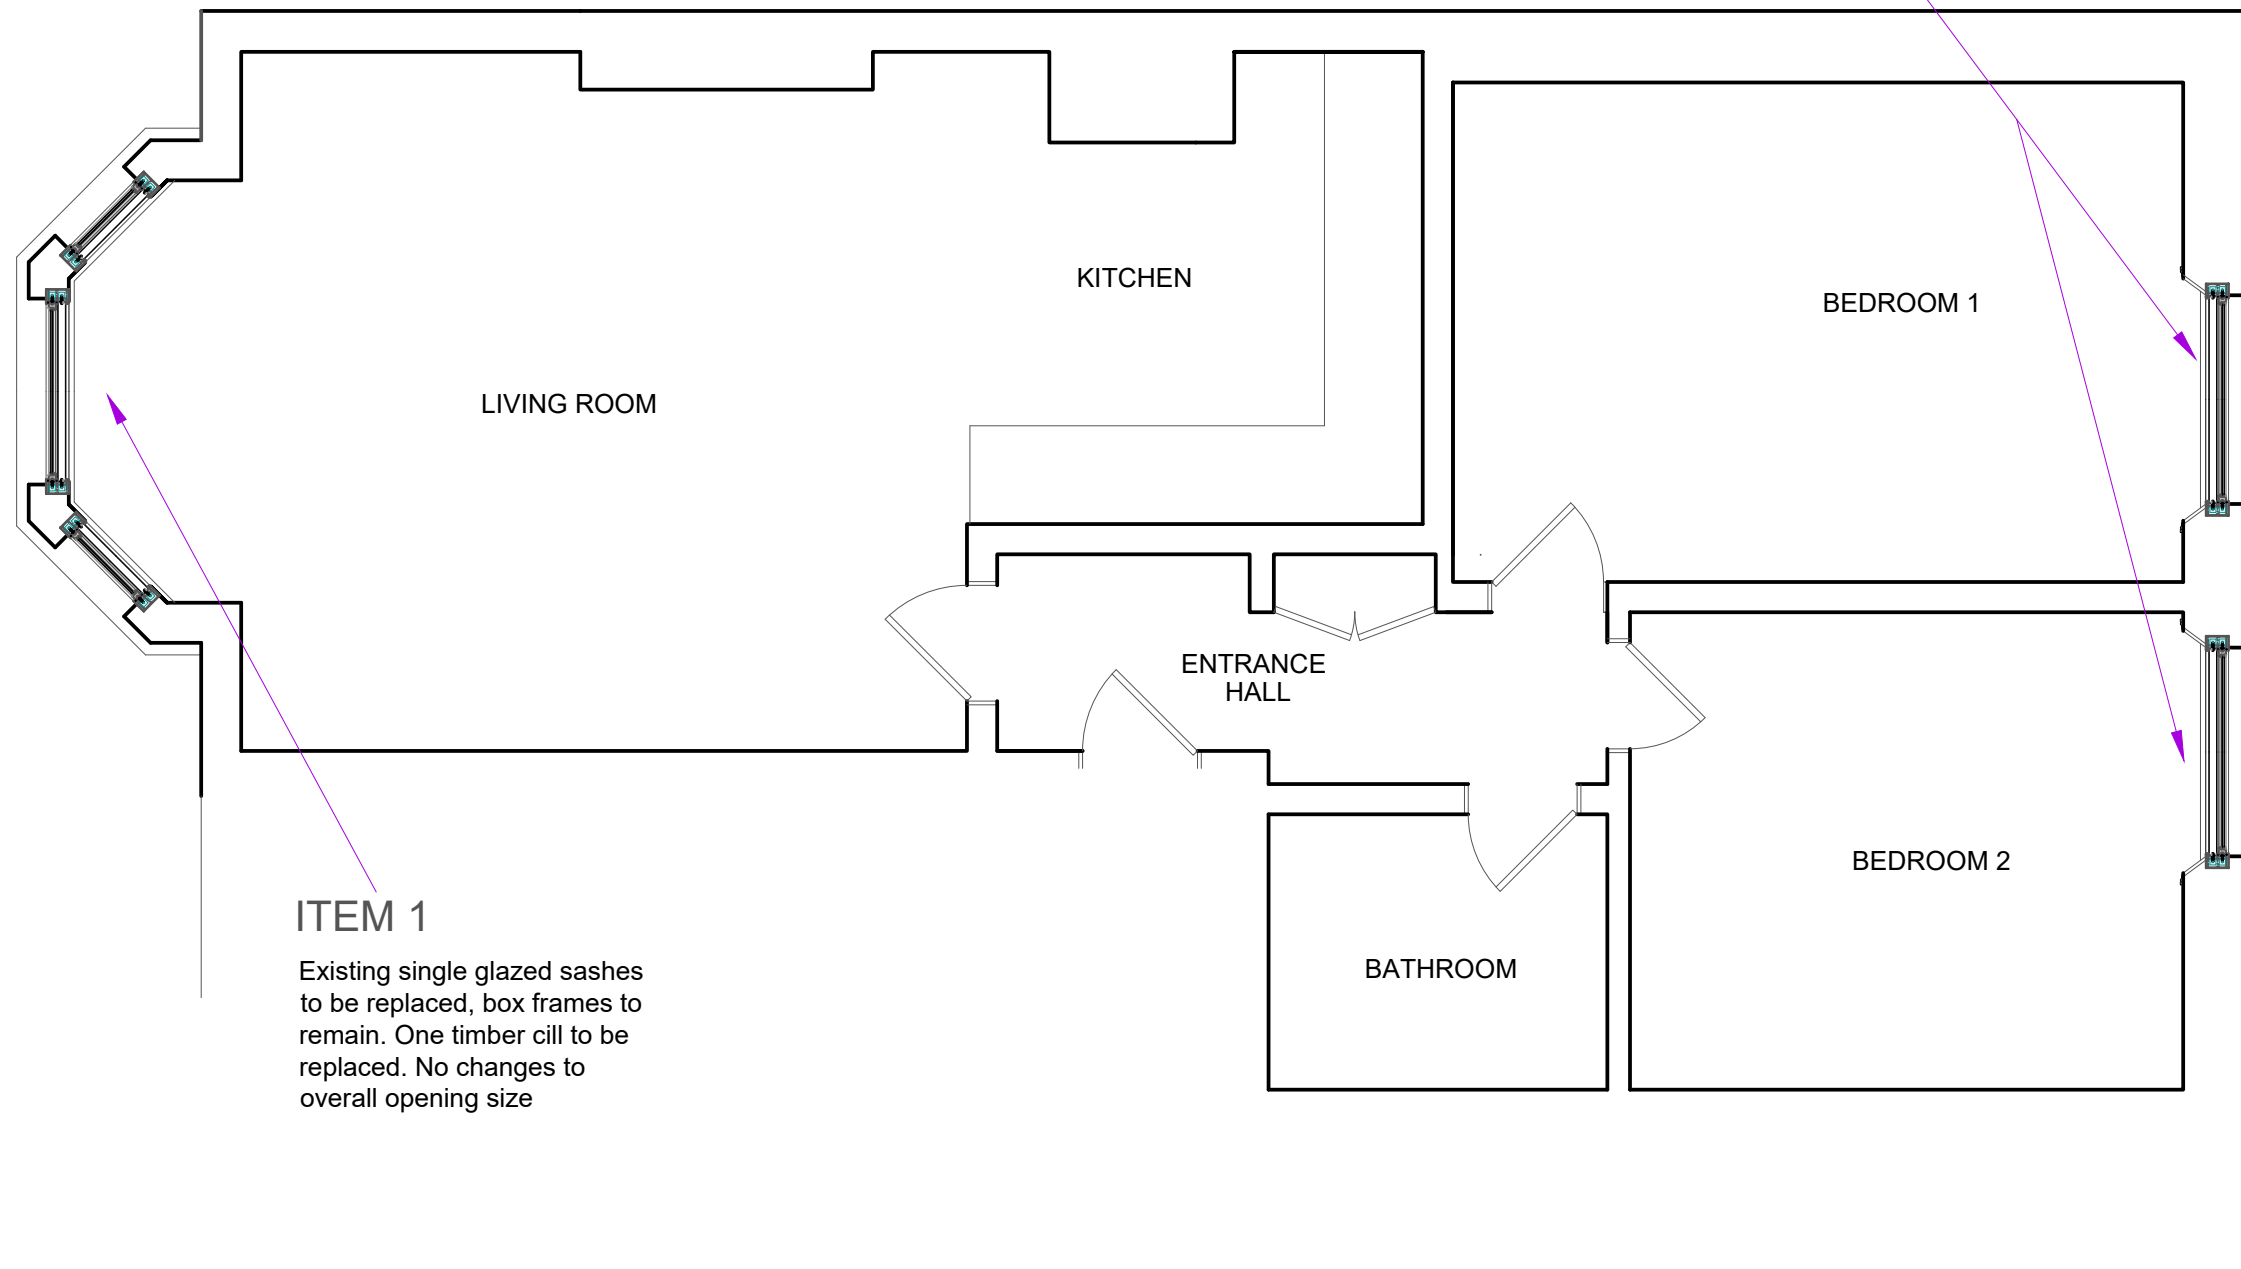 KITCHEN
BEDROOM 1
LIVING ROOM
ENTRANCE
HALL
BEDROOM 2
BATHROOM
ITEM 1
Existing single glazed sashes
to be replaced, box frames to
remain. One timber cill to be
replaced. No changes to
overall opening size